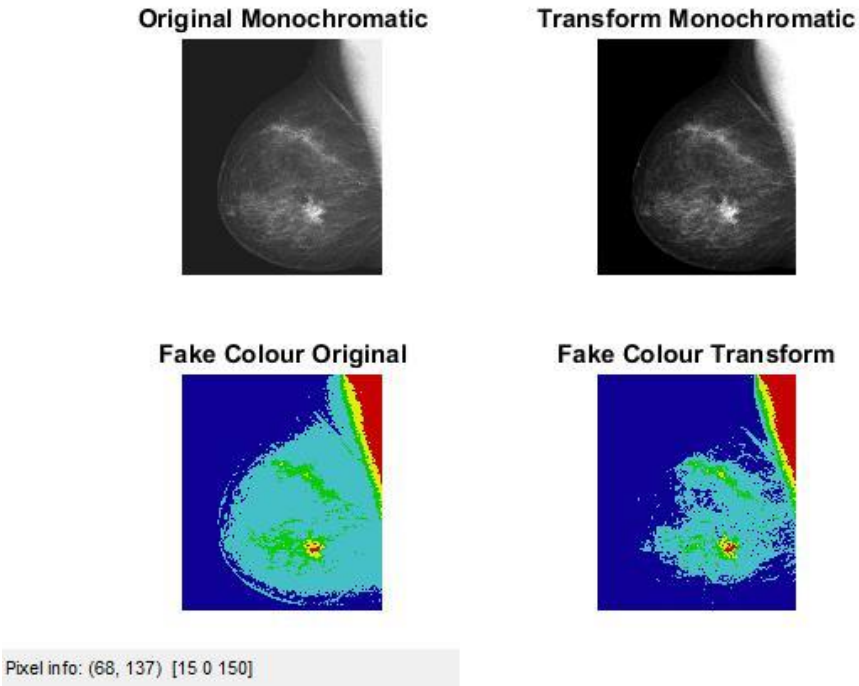 Original Monochromatic
Transform Monochromatic
Fake Colour Original
Fake Colour Transform
Pixel info: (68, 137) [15 0 150]